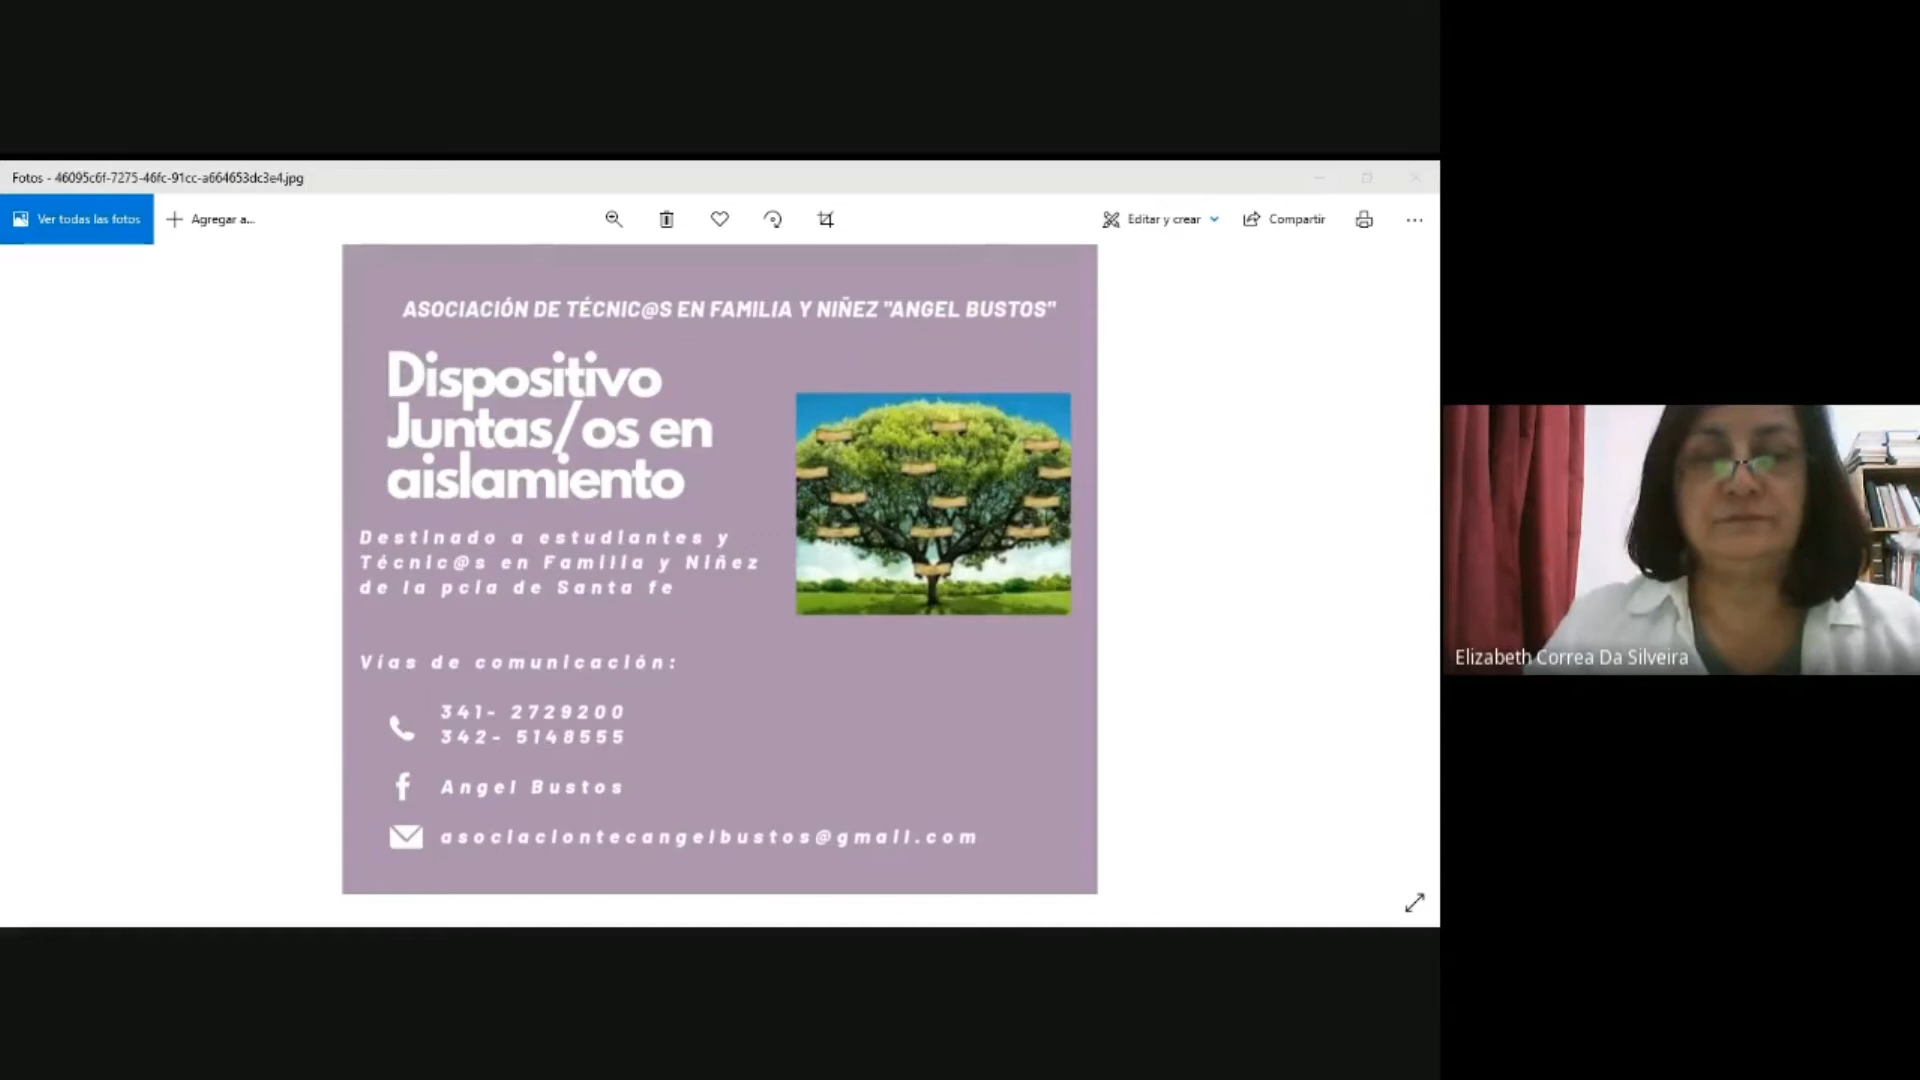 Fotos - 46095c6f-7275-46fc-91cc-a664653dc3e4.jpg
Ver todas las fotos
Agregar a...
Editar y crear
Compartir
ASOCIACIÓN DE TÉCNIC@S EN FAMILIA Y NIÑEZ "ANGEL BUSTOS"
Dispositivo
Juntas/os en
aislamiento
Destinado a estudiantes y
Técnic@s en Familia y Niñez
de la pcia de Santa fe
Vías de comunicación:
341- 2729200
342- 5148555
Angel Bustos
asociaciontecangelbustos@gmail.com
Elizabeth Correa Da Silveira